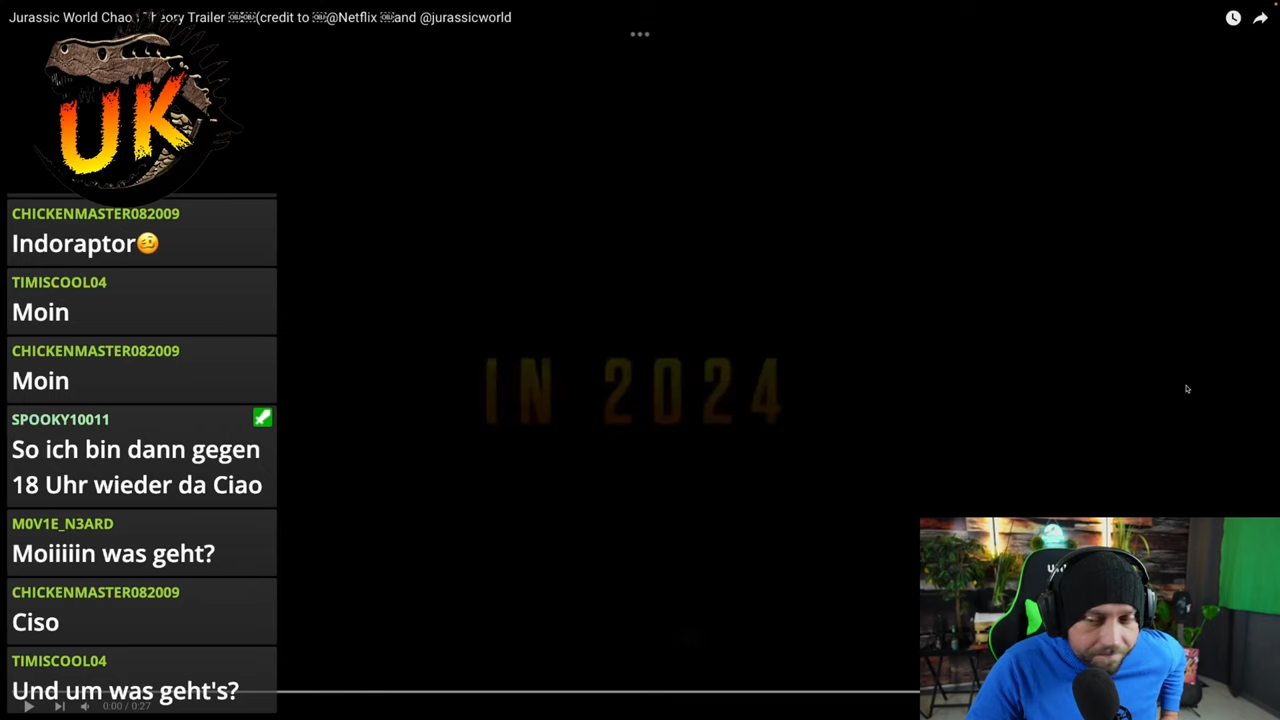 Jurassic World Chaos Theory Trailer (credit to @Netflix and @jurassicworld
UK
CHICKENMASTER082009
Indoraptor🥴
TIMISCOOL04
Moin
CHICKENMASTER082009
Moin
SPOOKY10011
So ich bin dann gegen
18 Uhr wieder da Ciao
M0V1E_N3ARD
Moiiiiin was geht?
CHICKENMASTER082009
Ciso
TIMISCOOL04
Und um was geht's?
0:00 / 0:27
IN 2024